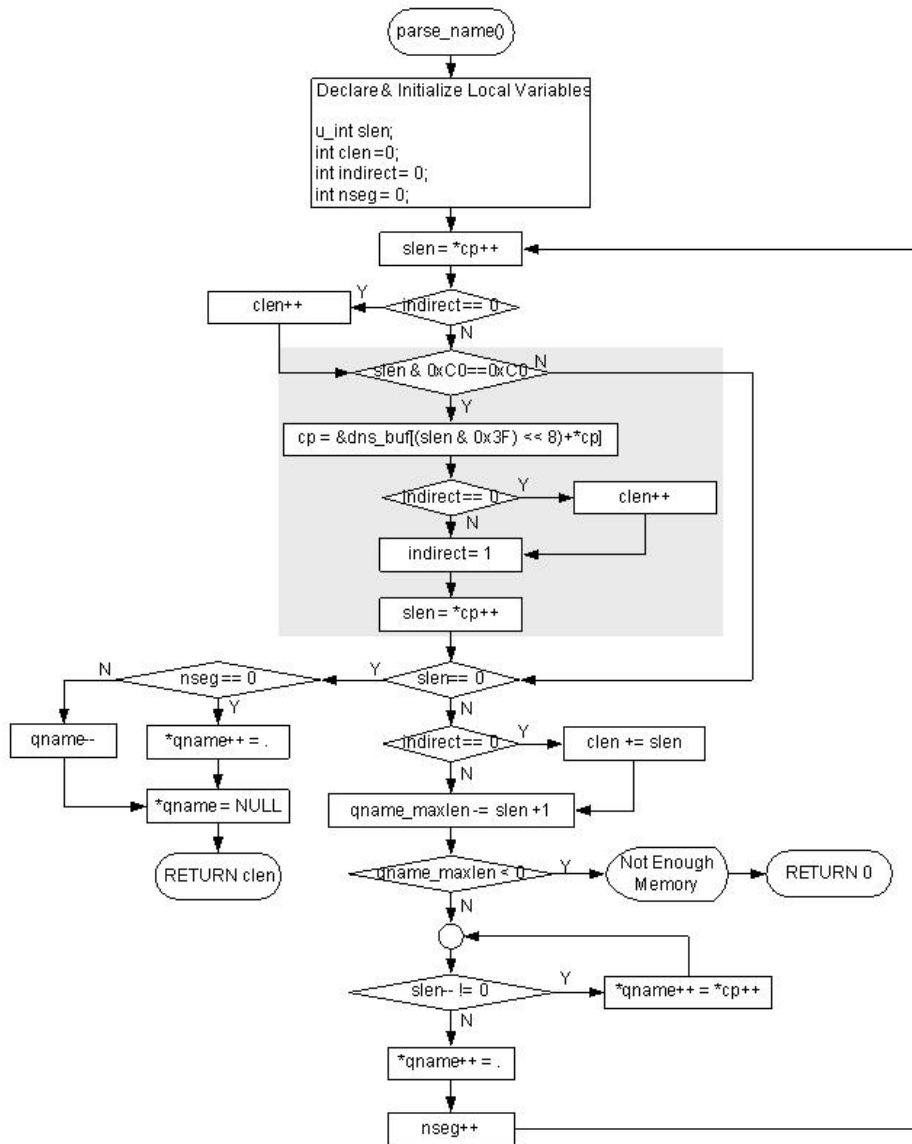 parse_name()
Declare & Initialize Local Variables
u_int slen;
int clen =0;
int indirect = 0;
int nseg = 0;
slen = *cp++
indirect == 0
Y
clen++
N
slen & 0xC0==0xC0
N
Y
cp = &dns_buf[(slen & 0x3F) << 8)+*cp]
indirect == 0
Y
clen++
N
indirect = 1
slen = *cp++
slen == 0
Y
nseg == 0
N
Y
N
qname--
*qname++ = .
indirect == 0
Y
clen += slen
N
*qname = NULL
qname_maxlen -= slen +1
RETURN clen
qname_maxlen < 0
Y
Not Enough
Memory
RETURN 0
N
slen-- != 0
Y
*qname++ = *cp++
N
*qname++ = .
nseg++